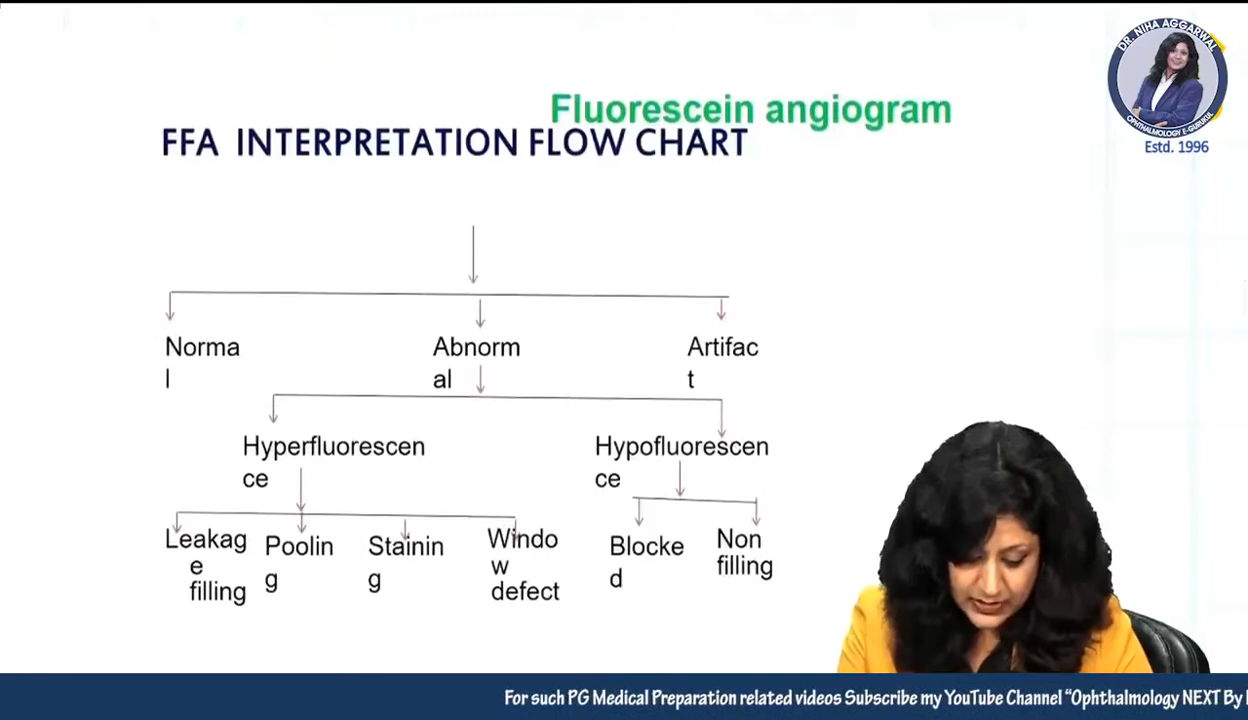 DR. NIHA AGGARWAL
OPHTHALMOLOGY E-GURUKUL
Estd. 1996
Fluorescein angiogram
FFA INTERPRETATION FLOW CHART
Norma
l
Abnorm
al
Artifac
t
Hyperfluorescen
ce
Hypofluorescen
ce
Leakag
e
filling
Poolin
g
Stainin
g
Windo
w
defect
Blocke
d
Non
filling
For such PG Medical Preparation related videos Subscribe my YouTube Channel “Ophthalmology NEXT By